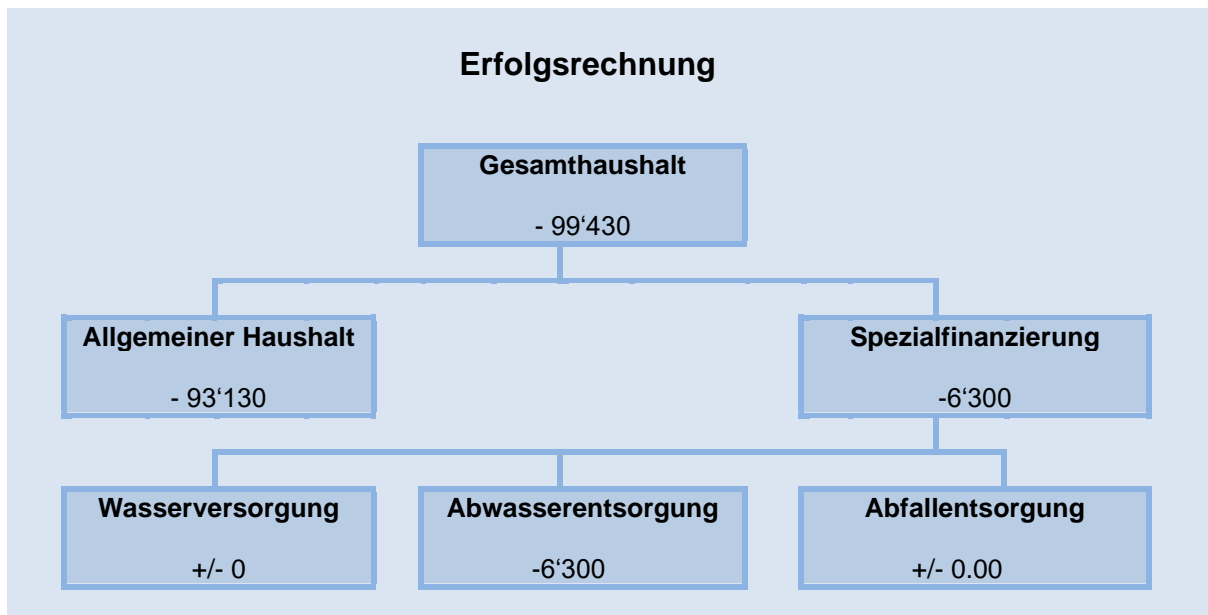 Erfolgsrechnung
Gesamthaushalt
- 99‘430
Allgemeiner Haushalt
- 93‘130
Spezialfinanzierung
-6‘300
Wasserversorgung
+/- 0
Abwasserentsorgung
-6‘300
Abfallentsorgung
+/- 0.00